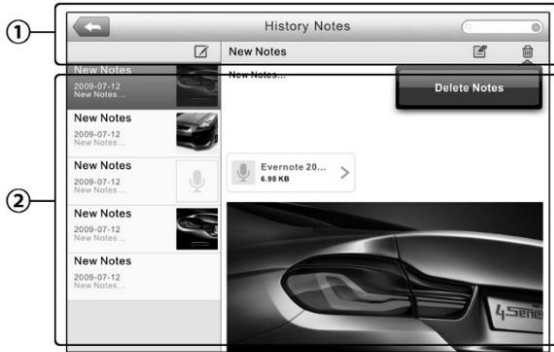 ①
History Notes
New Notes
②
New Notes
2009-07-12
New Notes...
New Notes
2009-07-12
New Notes...
New Notes
2009-07-12
New Notes...
New Notes
2009-07-12
New Notes...
New Notes
2009-07-12
New Notes...
New Notes...
Delete Notes
Evernote 20...
6.98 KB
4Serie